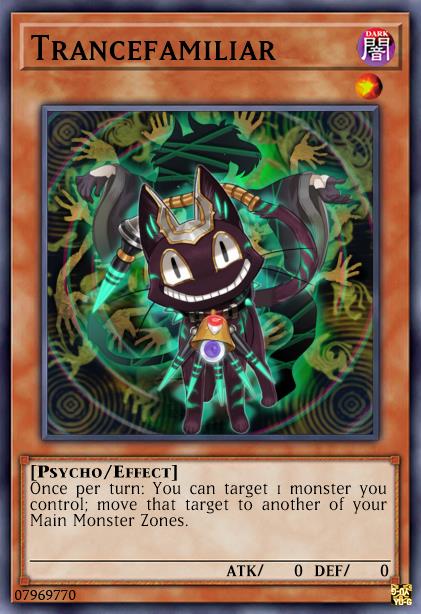 Trancefamiliar
DARK
闇
[Psycho/Effect]
Once per turn: You can target 1 monster you
control; move that target to another of your
Main Monster Zones.
ATK/ 0 DEF/ 0
07969770